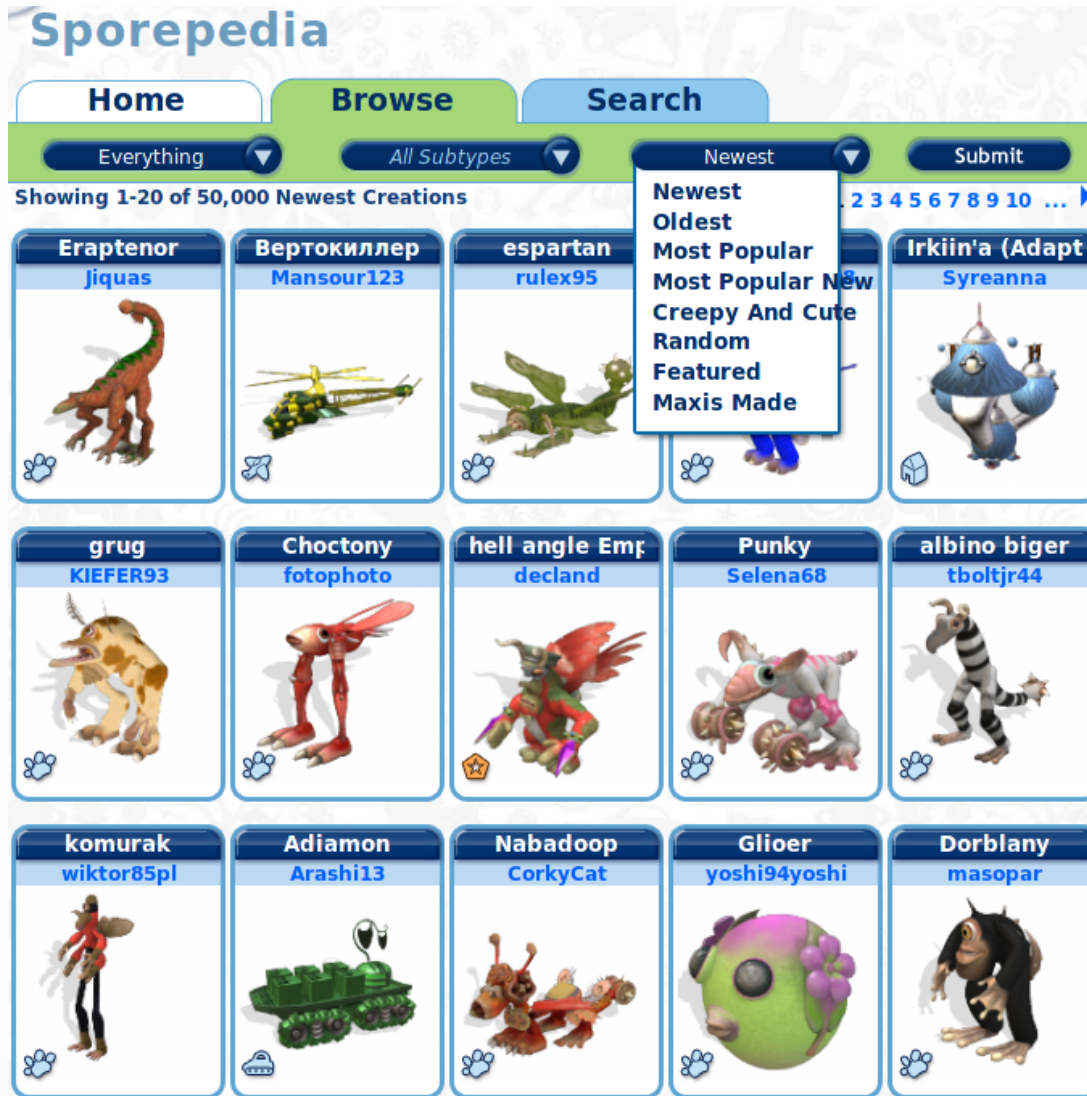 Sporepedia
Home Browse Search
Everything All Subtypes Newest Submit
Showing 1-20 of 50,000 Newest Creations
2 3 4 5 6 7 8 9 10 ...
Newest
Oldest
Most Popular
Most Popular New
Creepy And Cute
Random
Featured
Maxis Made
Eraptenor Вертокиллер espartan Irkiin'a (Adapt
Jiquas Mansour123 rulex95 Syreanna
grug Choctony hell angle Emp Punky albino biger
KIEFER93 fotophoto decland Selena68 tboltjr44
komurak Adiamon Nabadoop Glioer Dorblany
wiktor85pl Arashi13 CorkyCat yoshi94yoshi masopar